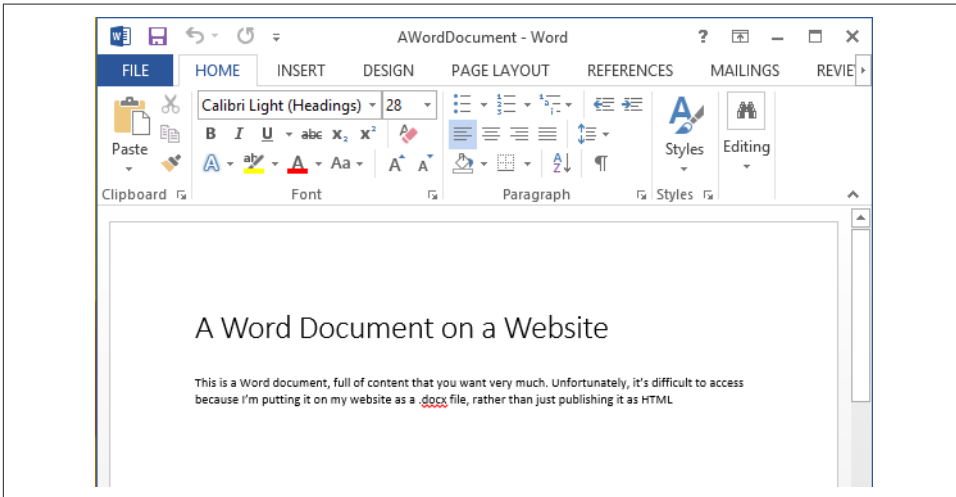 AWordDocument - Word
FILE HOME INSERT DESIGN PAGE LAYOUT REFERENCES MAILINGS REVIE
Calibri Light (Headings) 28
B I U abc X₂ X²
Paste Styles Editing
A aby A Aa A A
Clipboard Font Paragraph Styles
A Word Document on a Website
This is a Word document, full of content that you want very much. Unfortunately, it's difficult to access
because I'm putting it on my website as a .docx file, rather than just publishing it as HTML